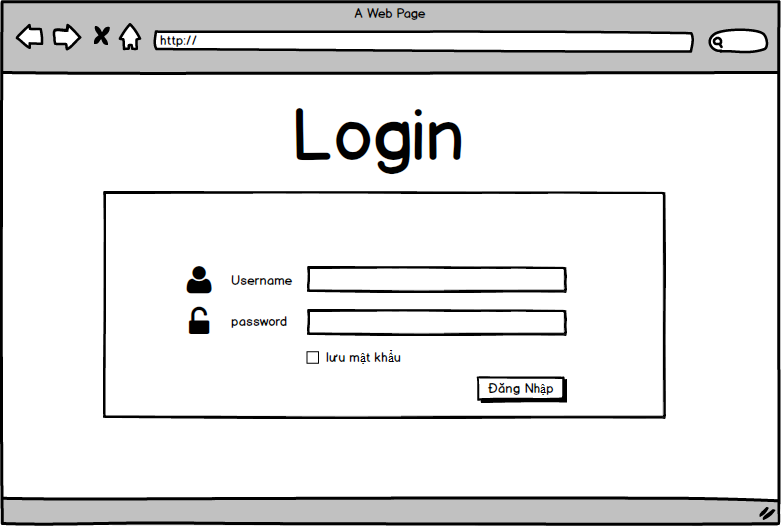 A Web Page
http://
Login
Username
password
lưu mật khẩu
Đăng Nhập